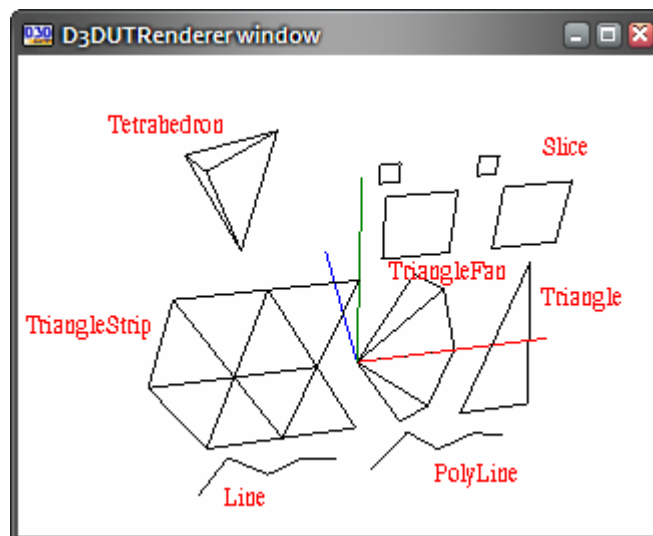 D3DUTRenderer window
Tetrahedron
Slice
TriangleFan
Triangle
TriangleStrip
PolyLine
Line